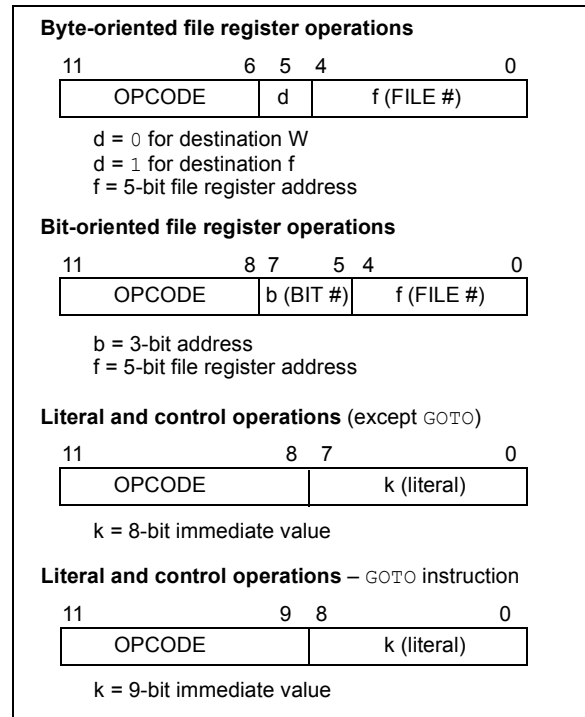 Byte-oriented file register operations
11 6 5 4 0
OPCODE d f (FILE #)
d = 0 for destination W
d = 1 for destination f
f = 5-bit file register address
Bit-oriented file register operations
11 8 7 5 4 0
OPCODE b (BIT #) f (FILE #)
b = 3-bit address
f = 5-bit file register address
Literal and control operations (except GOTO)
11 8 7 0
OPCODE k (literal)
k = 8-bit immediate value
Literal and control operations – GOTO instruction
11 9 8 0
OPCODE k (literal)
k = 9-bit immediate value